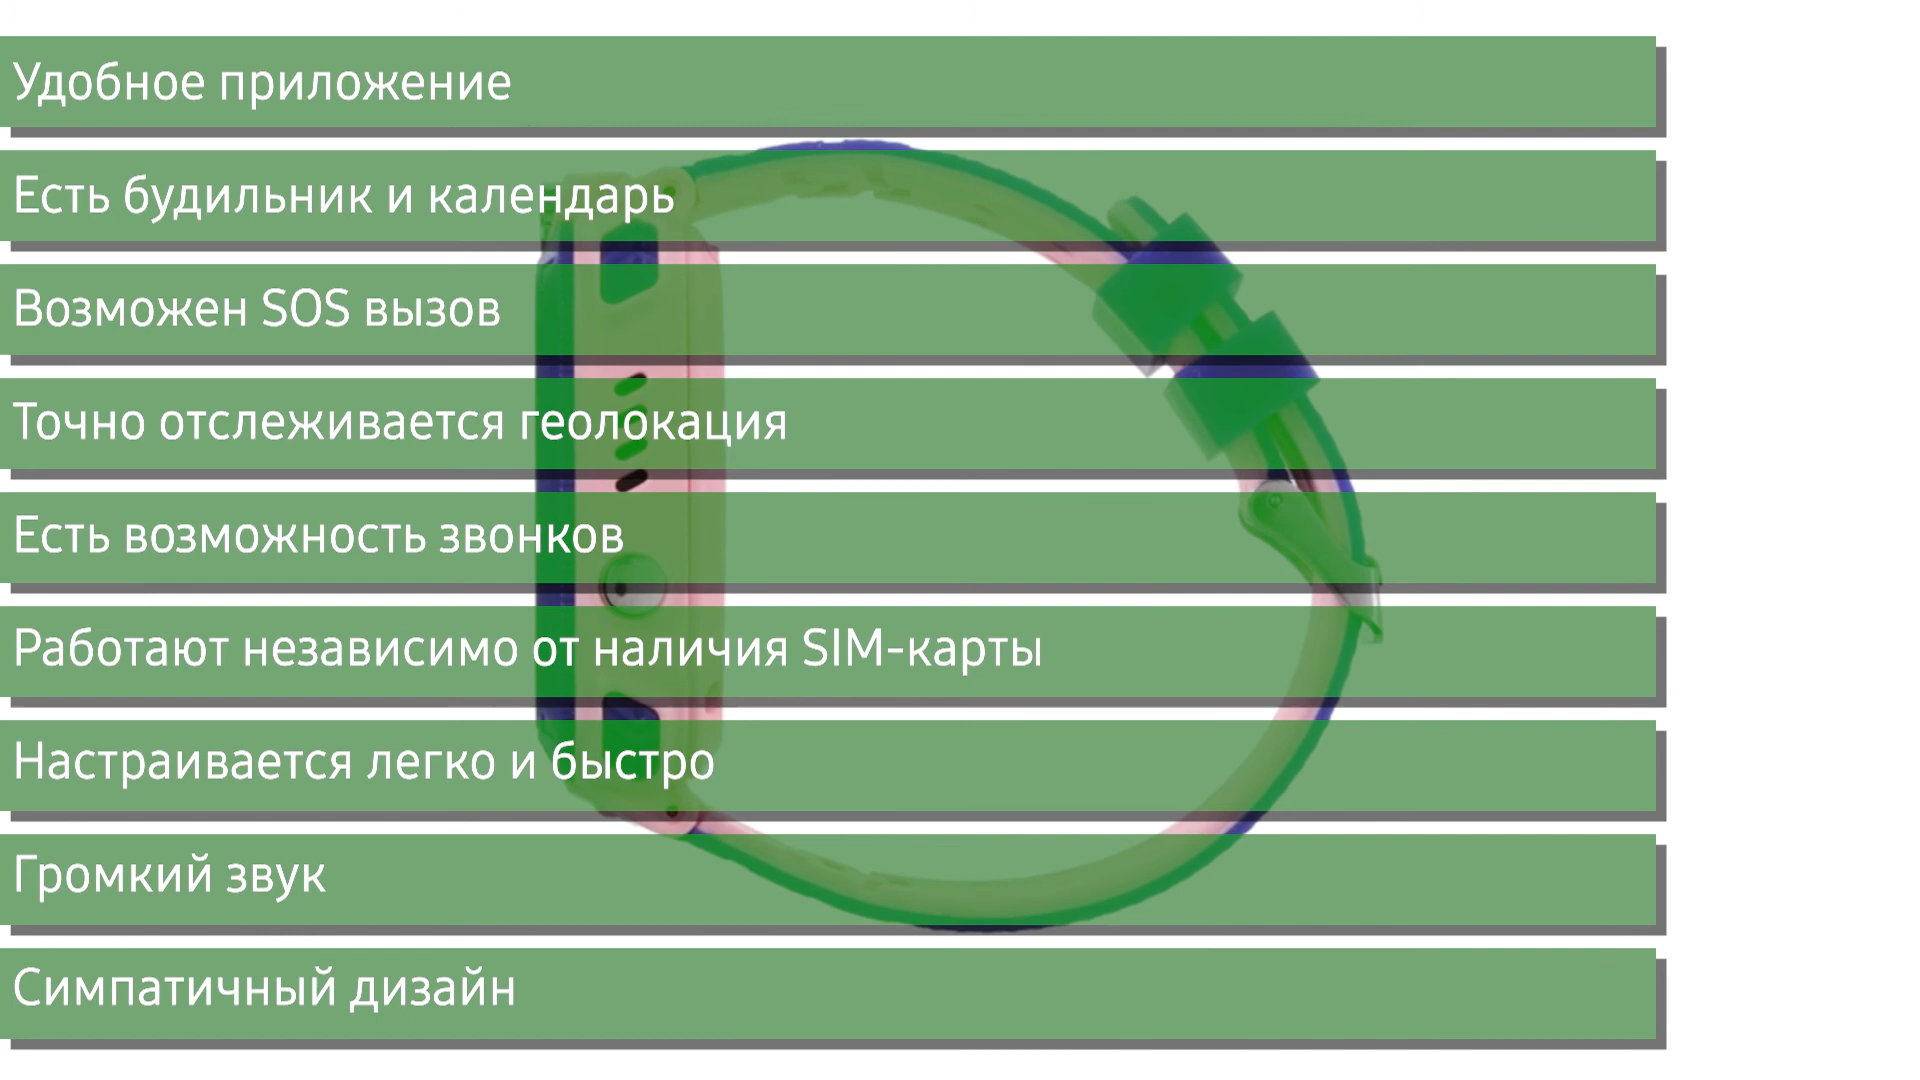 Удобное приложение
Есть будильник и календарь
Возможен SOS вызов
Точно отслеживается геолокация
Есть возможность звонков
Работают независимо от наличия SIM-карты
Настраивается легко и быстро
Громкий звук
Симпатичный дизайн